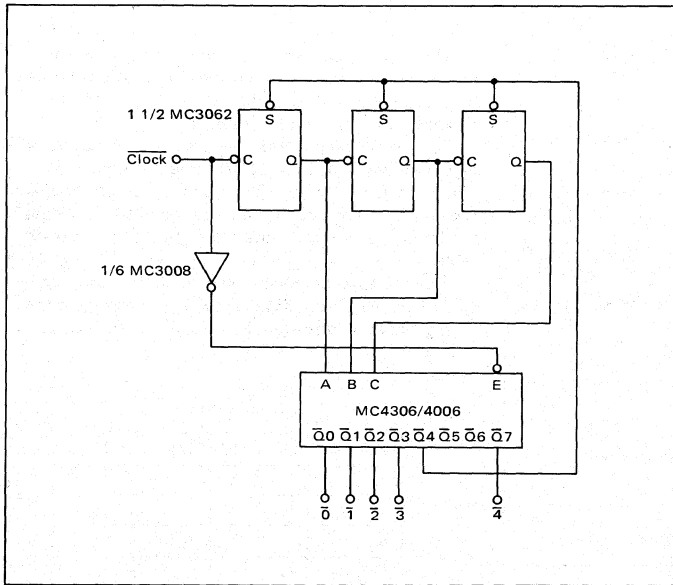 S S S
1 1/2 MC3062
Clock C Q C Q C Q
1/6 MC3008
A B C E
MC4306/4006
Q̅0 Q̅1 Q̅2 Q̅3 Q̅4 Q̅5 Q̅6 Q̅7
0̅ 1̅ 2̅ 3̅ 4̅